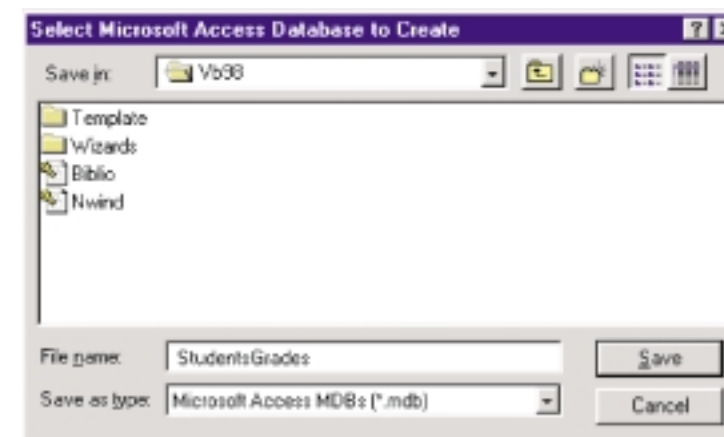 Select Microsoft Access Database to Create
Save in: Vb98
Template
Wizards
Biblio
Nwind
File name: StudentsGrades Save
Save as type: Microsoft Access MDBs (*.mdb) Cancel